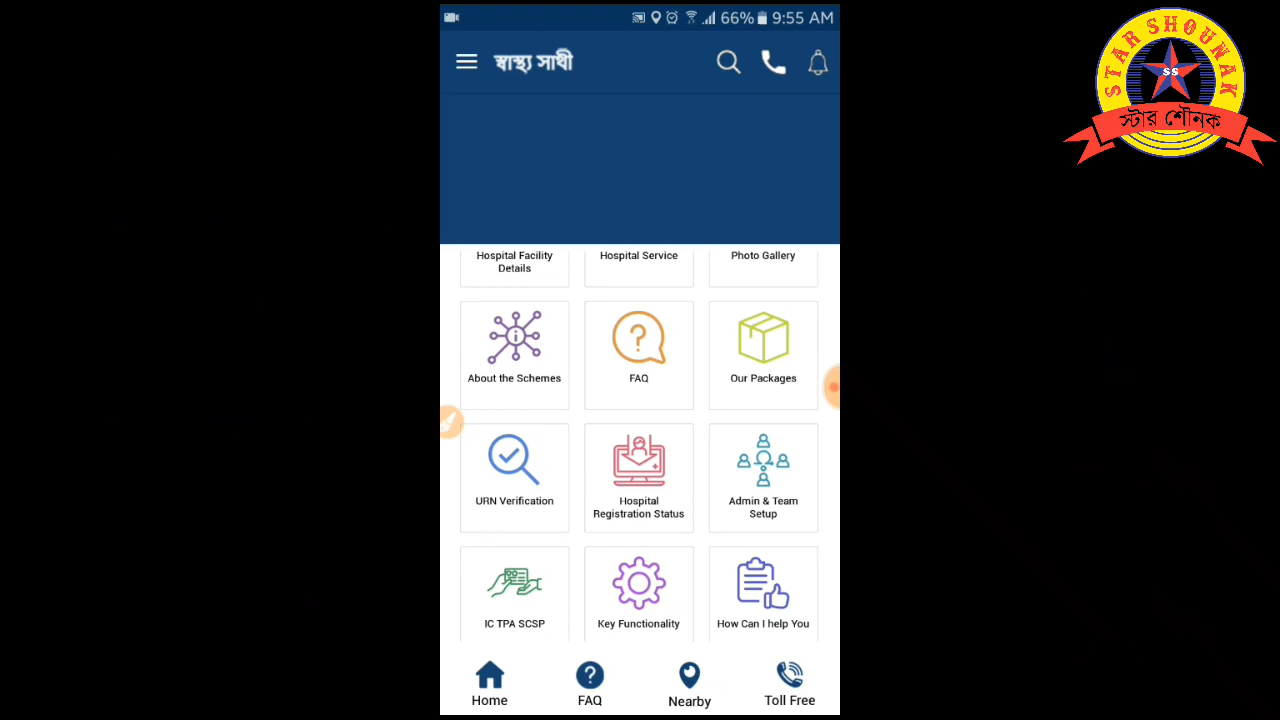 66% 9:55 AM
স্বাস্থ্য সাথী
Hospital Facility
Details
Hospital Service
Photo Gallery
About the Schemes
FAQ
Our Packages
URN Verification
Hospital
Registration Status
Admin & Team
Setup
IC TPA SCSP
Key Functionality
How Can I help You
Home
FAQ
Nearby
Toll Free
STAR SHOUNAK
SS
স্টার শৌনক